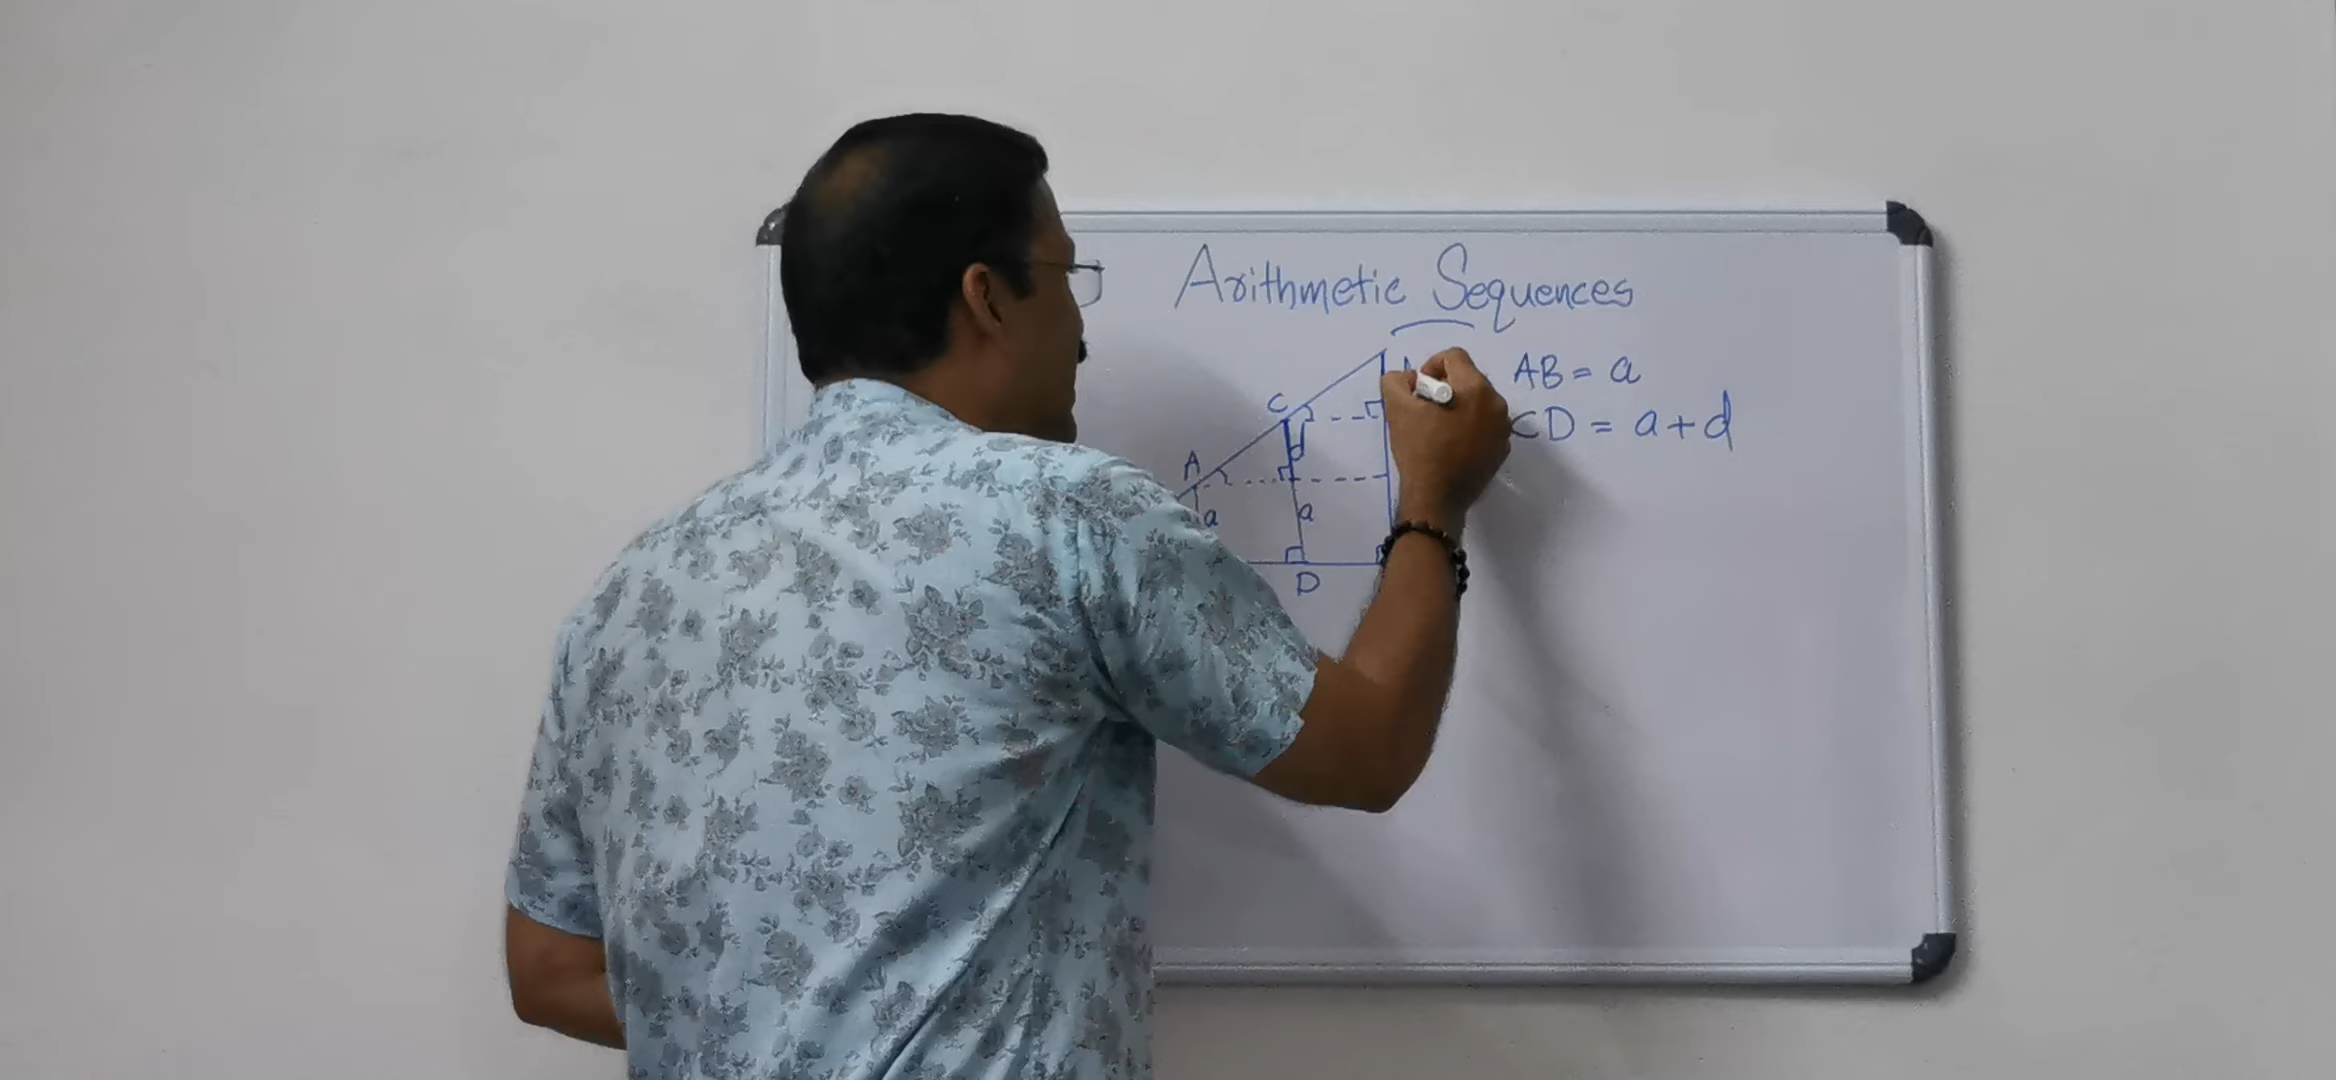 Arithmetic Sequences
AB = a
CD = a + d
C
A
a
a
D